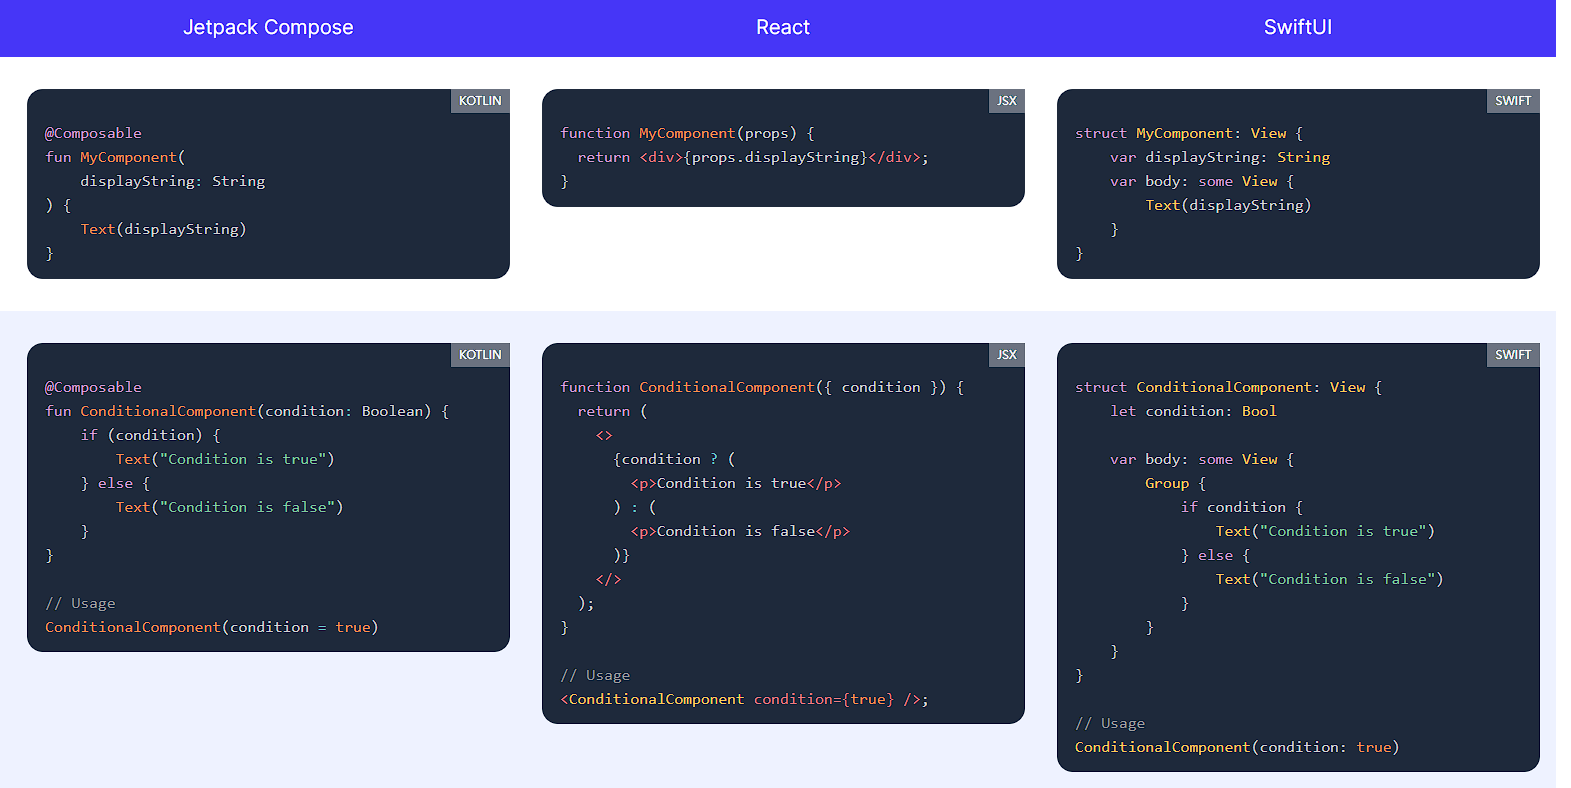 Jetpack Compose
React
SwiftUI
KOTLIN
@Composable
fun MyComponent(
    displayString: String
) {
    Text(displayString)
}
JSX
function MyComponent(props) {
  return <div>{props.displayString}</div>;
}
SWIFT
struct MyComponent: View {
    var displayString: String
    var body: some View {
        Text(displayString)
    }
}
KOTLIN
@Composable
fun ConditionalComponent(condition: Boolean) {
    if (condition) {
        Text("Condition is true")
    } else {
        Text("Condition is false")
    }
}

// Usage
ConditionalComponent(condition = true)
JSX
function ConditionalComponent({ condition }) {
  return (
    <>
      {condition ? (
        <p>Condition is true</p>
      ) : (
        <p>Condition is false</p>
      )}
    </>
  );
}

// Usage
<ConditionalComponent condition={true} />;
SWIFT
struct ConditionalComponent: View {
    let condition: Bool

    var body: some View {
        Group {
            if condition {
                Text("Condition is true")
            } else {
                Text("Condition is false")
            }
        }
    }
}

// Usage
ConditionalComponent(condition: true)